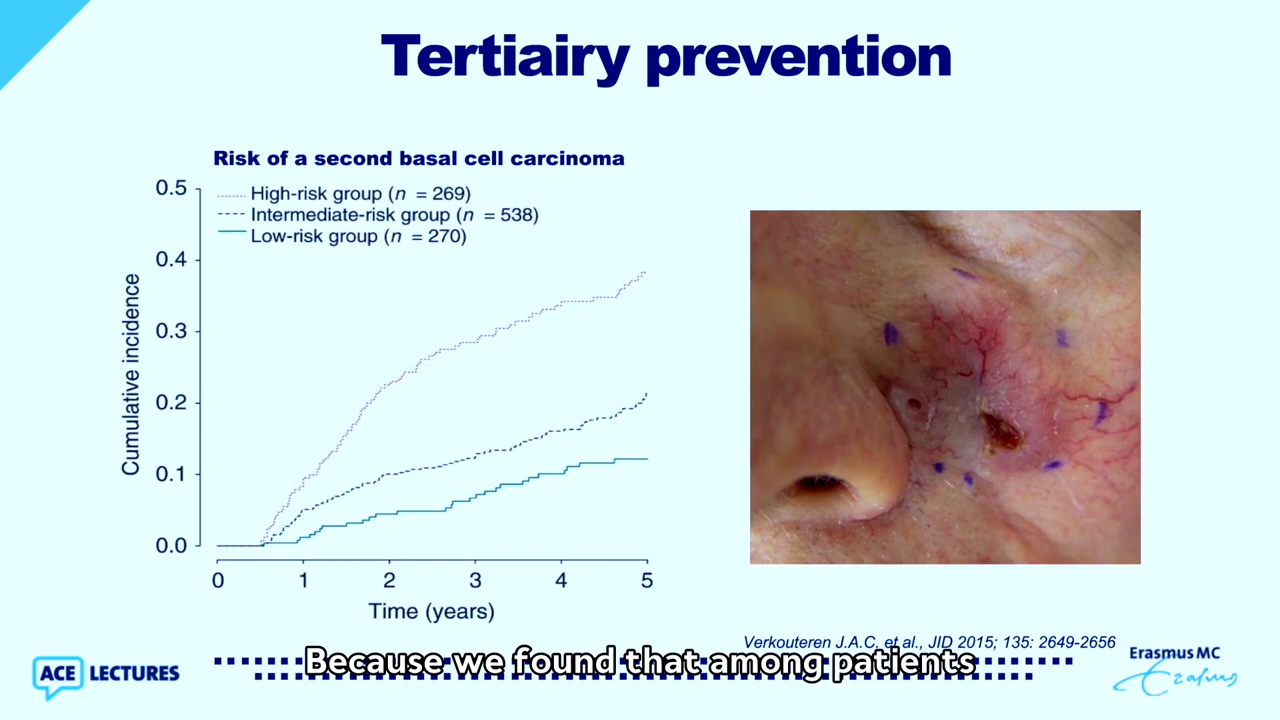 Tertiairy prevention
Risk of a second basal cell carcinoma
High-risk group (n = 269)
Intermediate-risk group (n = 538)
Low-risk group (n = 270)
0.5
0.4
0.3
0.2
0.1
0.0
Cumulative incidence
0 1 2 3 4 5
Time (years)
Verkouteren J.A.C. et al., JID 2015; 135: 2649-2656
Because we found that among patients
ACE LECTURES
Erasmus MC
Erasmus